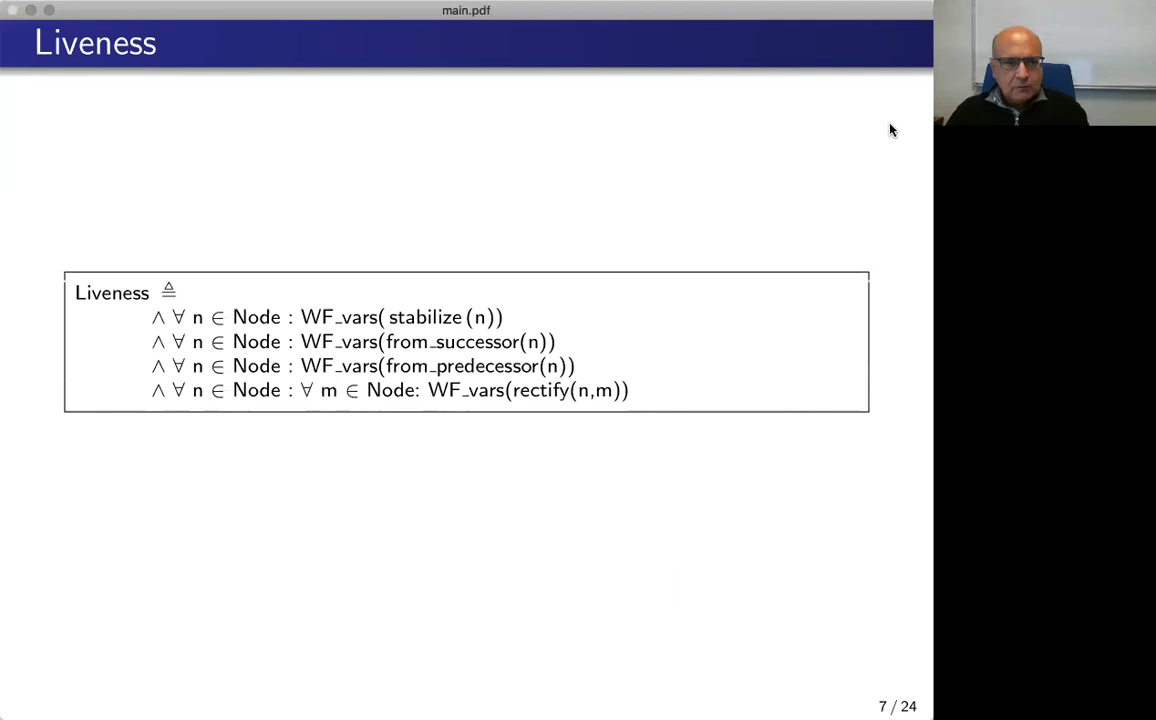 main.pdf
Liveness
Liveness ≜
∧ ∀ n ∈ Node : WF_vars( stabilize (n))
∧ ∀ n ∈ Node : WF_vars(from_successor(n))
∧ ∀ n ∈ Node : WF_vars(from_predecessor(n))
∧ ∀ n ∈ Node : ∀ m ∈ Node: WF_vars(rectify(n,m))
7 / 24